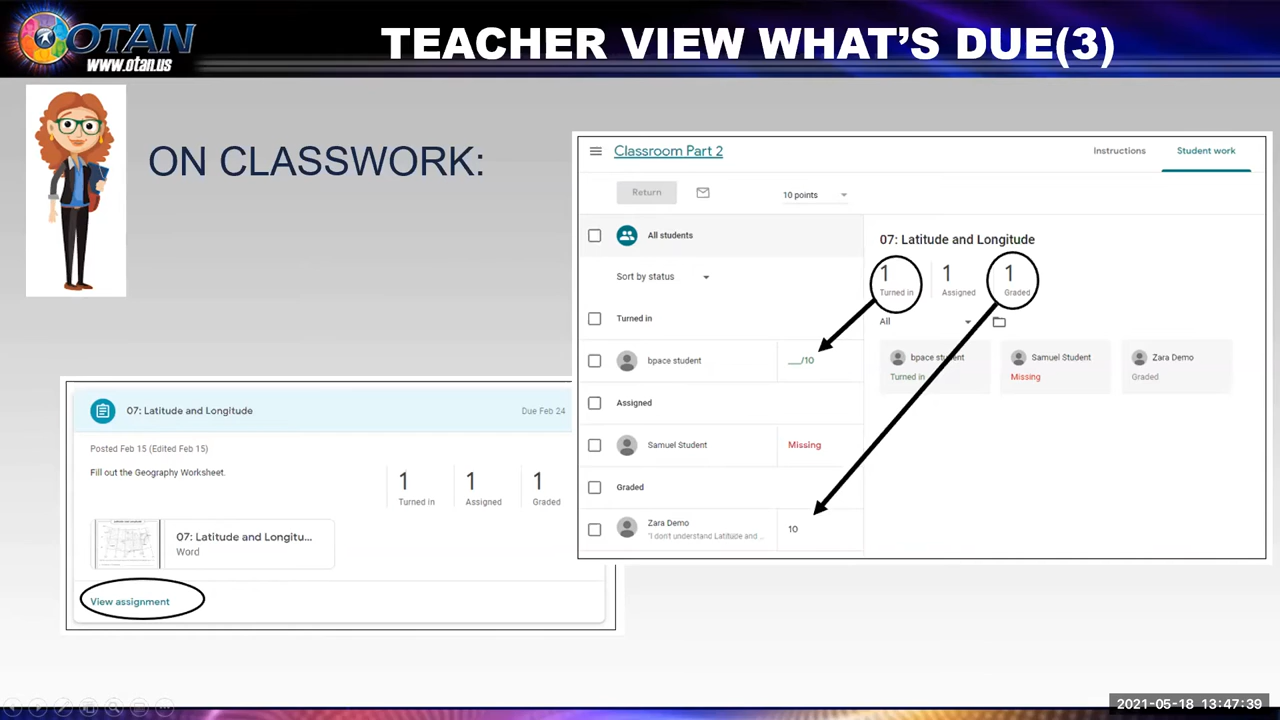 OTAN
www.otan.us
TEACHER VIEW WHAT'S DUE(3)
ON CLASSWORK:
07: Latitude and Longitude
Due Feb 24
Posted Feb 15 (Edited Feb 15)
Fill out the Geography Worksheet.
1 1 1
Turned in Assigned Graded
07: Latitude and Longitu...
Word
View assignment
Classroom Part 2
Instructions Student work
Return
10 points
All students
Sort by status
Turned in
bpace student __/10
Assigned
Samuel Student Missing
Graded
Zara Demo 10
"I don't understand Latitude and ...
07: Latitude and Longitude
1 1 1
Turned in Assigned Graded
All
bpace student Samuel Student Zara Demo
Turned in Missing Graded
2021-05-18 13:47:39